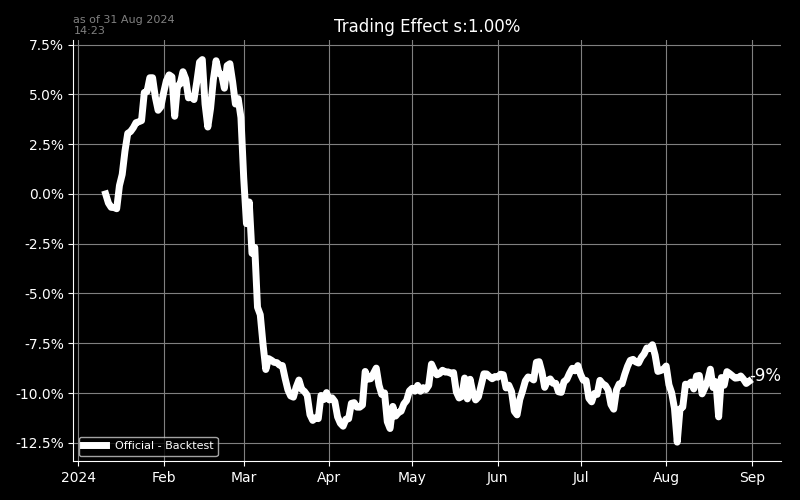 as of 31 Aug 2024
14:23
Trading Effect s:1.00%
7.5%
5.0%
2.5%
0.0%
-2.5%
-5.0%
-7.5%
-10.0%
-12.5%
-9%
Official - Backtest
2024
Feb
Mar
Apr
May
Jun
Jul
Aug
Sep